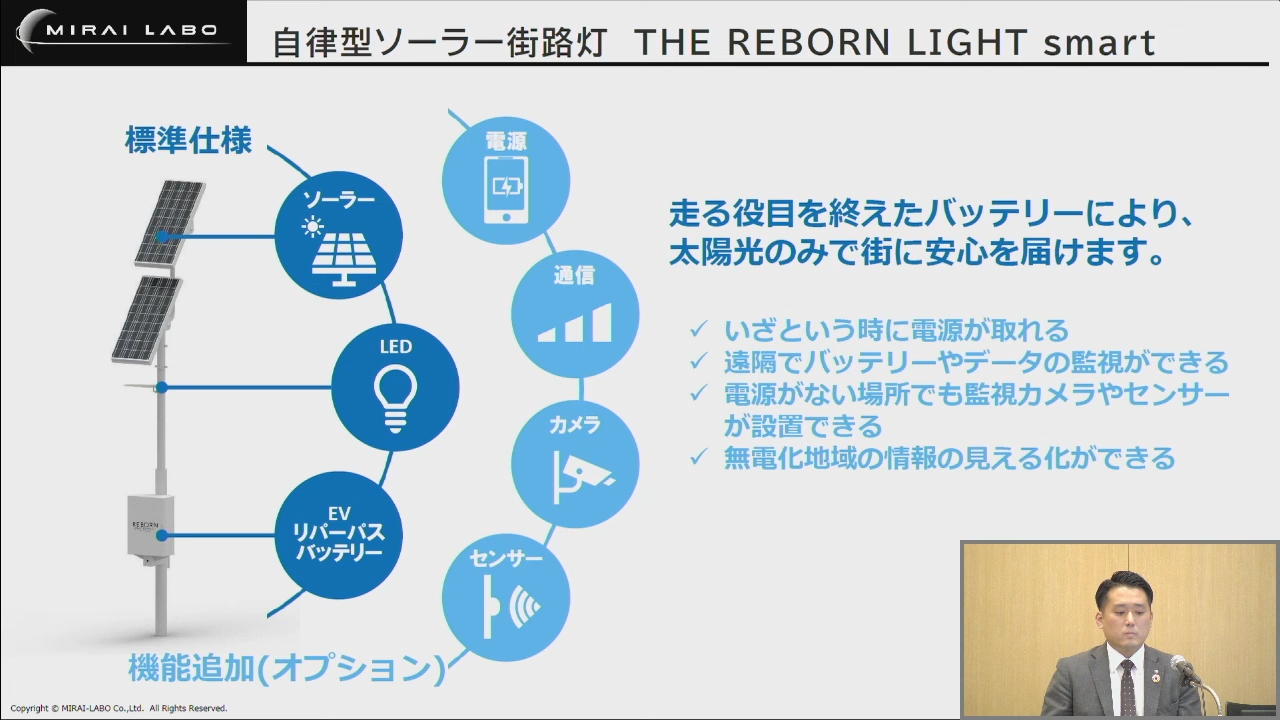 MIRAI LABO
自律型ソーラー街路灯 THE REBORN LIGHT smart
標準仕様
ソーラー
LED
EV
リパーパス
バッテリー
REBORN
電源
通信
カメラ
センサー
機能追加(オプション)
走る役目を終えたバッテリーにより、
太陽光のみで街に安心を届けます。
✓ いざという時に電源が取れる
✓ 遠隔でバッテリーやデータの監視ができる
✓ 電源がない場所でも監視カメラやセンサー
が設置できる
✓ 無電化地域の情報の見える化ができる
Copyright © MIRAI-LABO Co.,Ltd. All Rights Reserved.